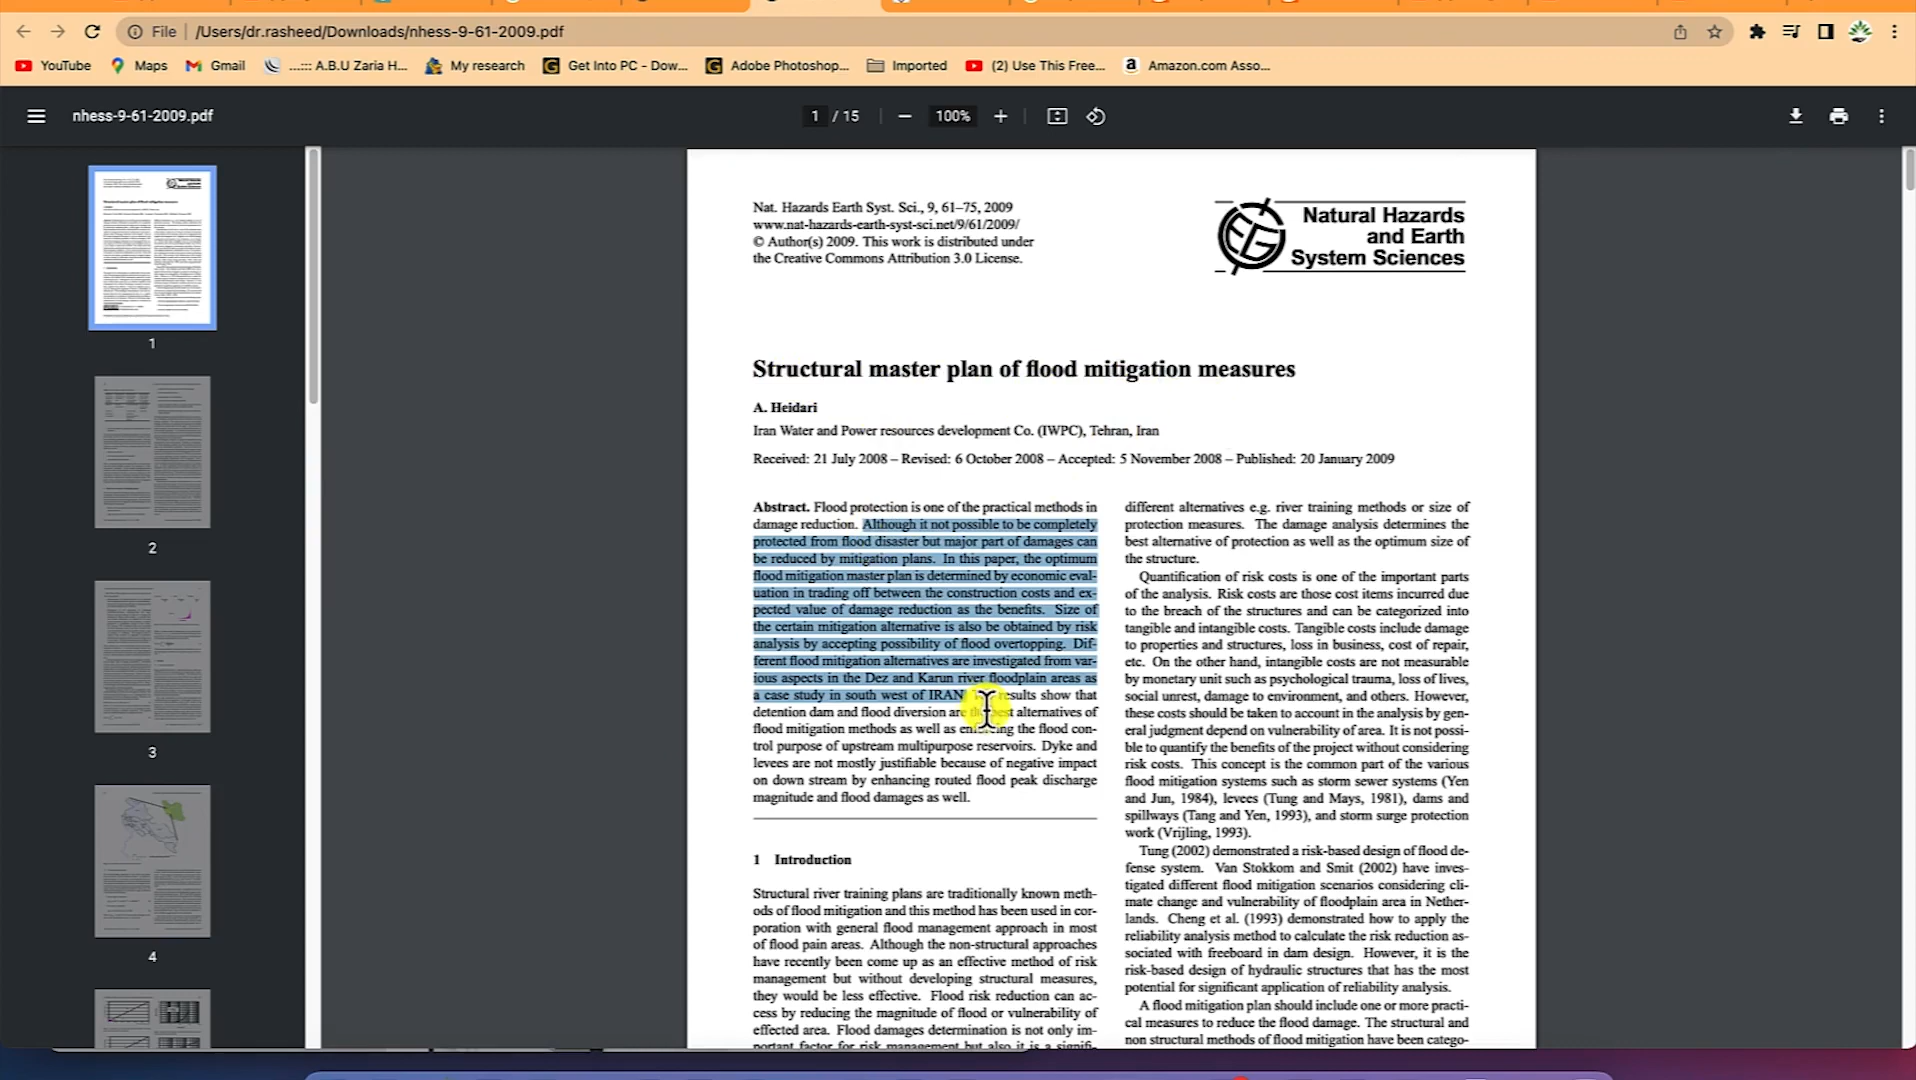 File
/Users/dr.rasheed/Downloads/nhess-9-61-2009.pdf
YouTube
Maps
Gmail
...::: A.B.U Zaria H...
My research
Get Into PC - Dow...
Adobe Photoshop...
Imported
(2) Use This Free...
Amazon.com Asso...
nhess-9-61-2009.pdf
1 / 15
100%
1
2
3
4
Nat. Hazards Earth Syst. Sci., 9, 61–75, 2009
www.nat-hazards-earth-syst-sci.net/9/61/2009/
© Author(s) 2009. This work is distributed under
the Creative Commons Attribution 3.0 License.
Natural Hazards
and Earth
System Sciences
Structural master plan of flood mitigation measures
A. Heidari
Iran Water and Power resources development Co. (IWPC), Tehran, Iran
Received: 21 July 2008 – Revised: 6 October 2008 – Accepted: 5 November 2008 – Published: 20 January 2009
Abstract. Flood protection is one of the practical methods in
damage reduction. Although it not possible to be completely
protected from flood disaster but major part of damages can
be reduced by mitigation plans. In this paper, the optimum
flood mitigation master plan is determined by economic eval-
uation in trading off between the construction costs and ex-
pected value of damage reduction as the benefits. Size of
the certain mitigation alternative is also be obtained by risk
analysis by accepting possibility of flood overtopping. Dif-
ferent flood mitigation alternatives are investigated from var-
ious aspects in the Dez and Karun river floodplain areas as
a case study in south west of IRAN. results show that
detention dam and flood diversion are the best alternatives of
flood mitigation methods as well as the flood con-
trol purpose of upstream multipurpose reservoirs. Dyke and
levees are not mostly justifiable because of negative impact
on down stream by enhancing routed flood peak discharge
magnitude and flood damages as well.
1 Introduction
Structural river training plans are traditionally known meth-
ods of flood mitigation and this method has been used in cor-
poration with general flood management approach in most
of flood pain areas. Although the non-structural approaches
have recently been come up as an effective method of risk
management but without developing structural measures,
they would be less effective. Flood risk reduction can ac-
cess by reducing the magnitude of flood or vulnerability of
effected area. Flood damages determination is not only im-
portant factor for risk management but also it is a signifi-
different alternatives e.g. river training methods or size of
protection measures. The damage analysis determines the
best alternative of protection as well as the optimum size of
the structure.
Quantification of risk costs is one of the important parts
of the analysis. Risk costs are those cost items incurred due
to the breach of the structures and can be categorized into
tangible and intangible costs. Tangible costs include damage
to properties and structures, loss in business, cost of repair,
etc. On the other hand, intangible costs are not measurable
by monetary unit such as psychological trauma, loss of lives,
social unrest, damage to environment, and others. However,
these costs should be taken to account in the analysis by gen-
eral judgment depend on vulnerability of area. It is not possi-
ble to quantify the benefits of the project without considering
risk costs. This concept is the common part of the various
flood mitigation systems such as storm sewer systems (Yen
and Jun, 1984), levees (Tung and Mays, 1981), dams and
spillways (Tang and Yen, 1993), and storm surge protection
work (Vrijling, 1993).
Tung (2002) demonstrated a risk-based design of flood de-
fense system. Van Stokkom and Smit (2002) have inves-
tigated different flood mitigation scenarios considering cli-
mate change and vulnerability of floodplain area in Nether-
lands. Cheng et al. (1993) demonstrated how to apply the
reliability analysis method to calculate the risk reduction as-
sociated with freeboard in dam design. However, it is the
risk-based design of hydraulic structures that has the most
potential for significant application of reliability analysis.
A flood mitigation plan should include one or more practi-
cal measures to reduce the flood damage. The structural and
non structural methods of flood mitigation have been catego-